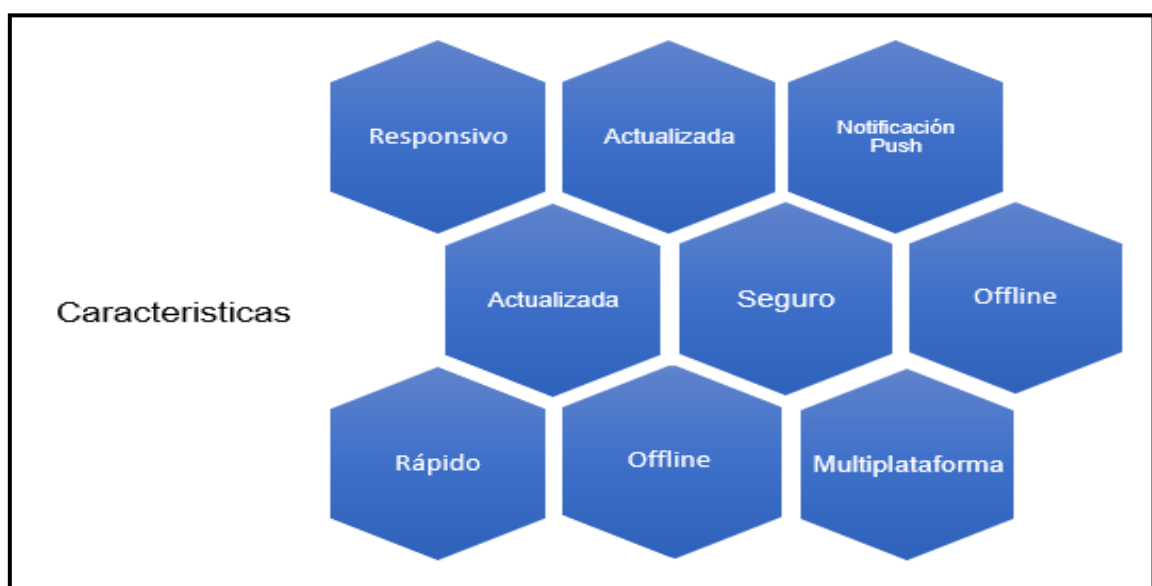 Responsivo
Actualizada
Notificación
Push
Caracteristicas
Actualizada
Seguro
Offline
Rápido
Offline
Multiplataforma